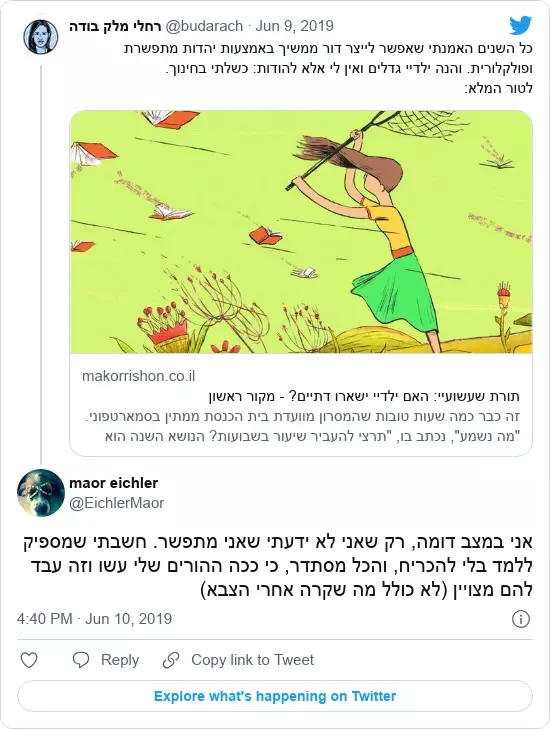 רחלי מלק בודה @budarach · Jun 9, 2019
כל השנים האמנתי שאפשר לייצר דור ממשיך באמצעות יהדות מתפשרת
ופולקלורית. והנה ילדיי גדלים ואין לי אלא להודות: כשלתי בחינוך.
לטור המלא:
makorrishon.co.il
תורת שעשועיי: האם ילדיי ישארו דתיים? - מקור ראשון
זה כבר כמה שעות טובות שהמסרון מוועדת בית הכנסת ממתין בסמארטפוני.
"מה נשמע", נכתב בו, "תרצי להעביר שיעור בשבועות? הנושא השנה הוא
maor eichler
@EichlerMaor
אני במצב דומה, רק שאני לא ידעתי שאני מתפשר. חשבתי שמספיק
ללמד בלי להכריח, והכל מסתדר, כי ככה ההורים שלי עשו וזה עבד
להם מצויין (לא כולל מה שקרה אחרי הצבא)
4:40 PM · Jun 10, 2019
Reply
Copy link to Tweet
Explore what's happening on Twitter